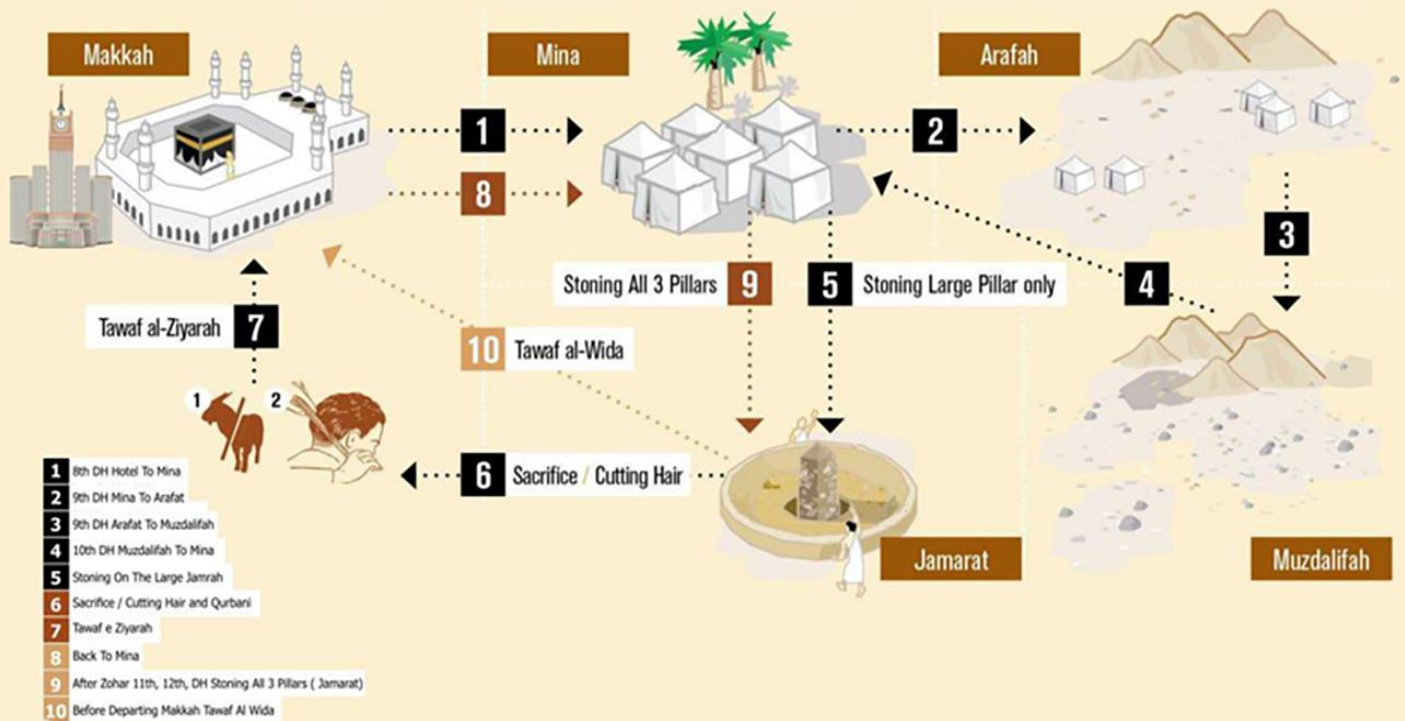 Makkah
Mina
Arafah
1
2
8
3
Stoning All 3 Pillars 9
5 Stoning Large Pillar only
4
Tawaf al-Ziyarah 7
10 Tawaf al-Wida
1
2
6 Sacrifice / Cutting Hair
Jamarat
Muzdalifah
1 8th DH Hotel To Mina
2 9th DH Mina To Arafat
3 9th DH Arafat To Muzdalifah
4 10th DH Muzdalifah To Mina
5 Stoning On The Large Jamrah
6 Sacrifice / Cutting Hair and Qurbani
7 Tawaf e Ziyarah
8 Back To Mina
9 After Zohar 11th, 12th, DH Stoning All 3 Pillars ( Jamarat)
10 Before Departing Makkah Tawaf Al Wida